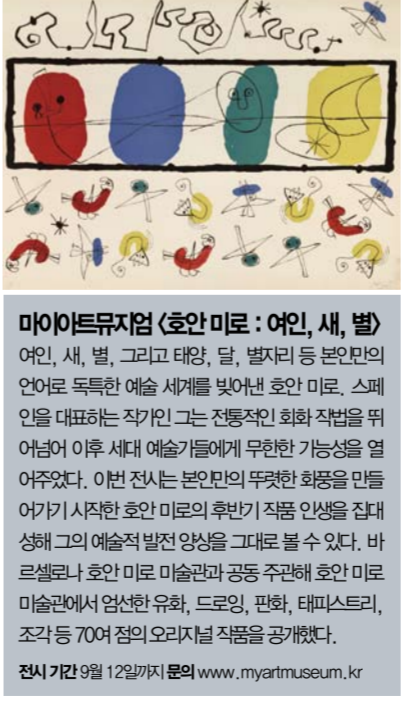 마이아트뮤지엄 <호안 미로 : 여인, 새, 별>
여인, 새, 별, 그리고 태양, 달, 별자리 등 본인만의
언어로 독특한 예술 세계를 빚어낸 호안 미로. 스페
인을 대표하는 작가인 그는 전통적인 회화 작법을 뛰
어넘어 이후 세대 예술가들에게 무한한 가능성을 열
어주었다. 이번 전시는 본인만의 뚜렷한 화풍을 만들
어가기 시작한 호안 미로의 후반기 작품 인생을 집대
성해 그의 예술적 발전 양상을 그대로 볼 수 있다. 바
르셀로나 호안 미로 미술관과 공동 주관해 호안 미로
미술관에서 엄선한 유화, 드로잉, 판화, 태피스트리,
조각 등 70여 점의 오리지널 작품을 공개했다.
전시 기간 9월 12일까지 문의 www.myartmuseum.kr